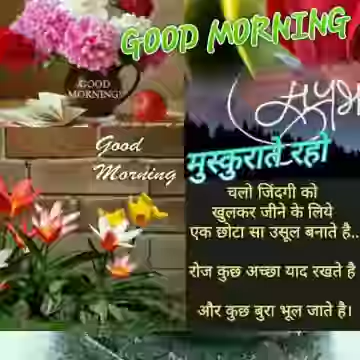 GOOD MORNING
GOOD
MORNING
Good
Morning
मुस्कुराते रहो
चलो जिंदगी को
खुलकर जीने के लिये
एक छोटा सा उसूल बनाते है..
रोज कुछ अच्छा याद रखते है
और कुछ बुरा भूल जाते है।